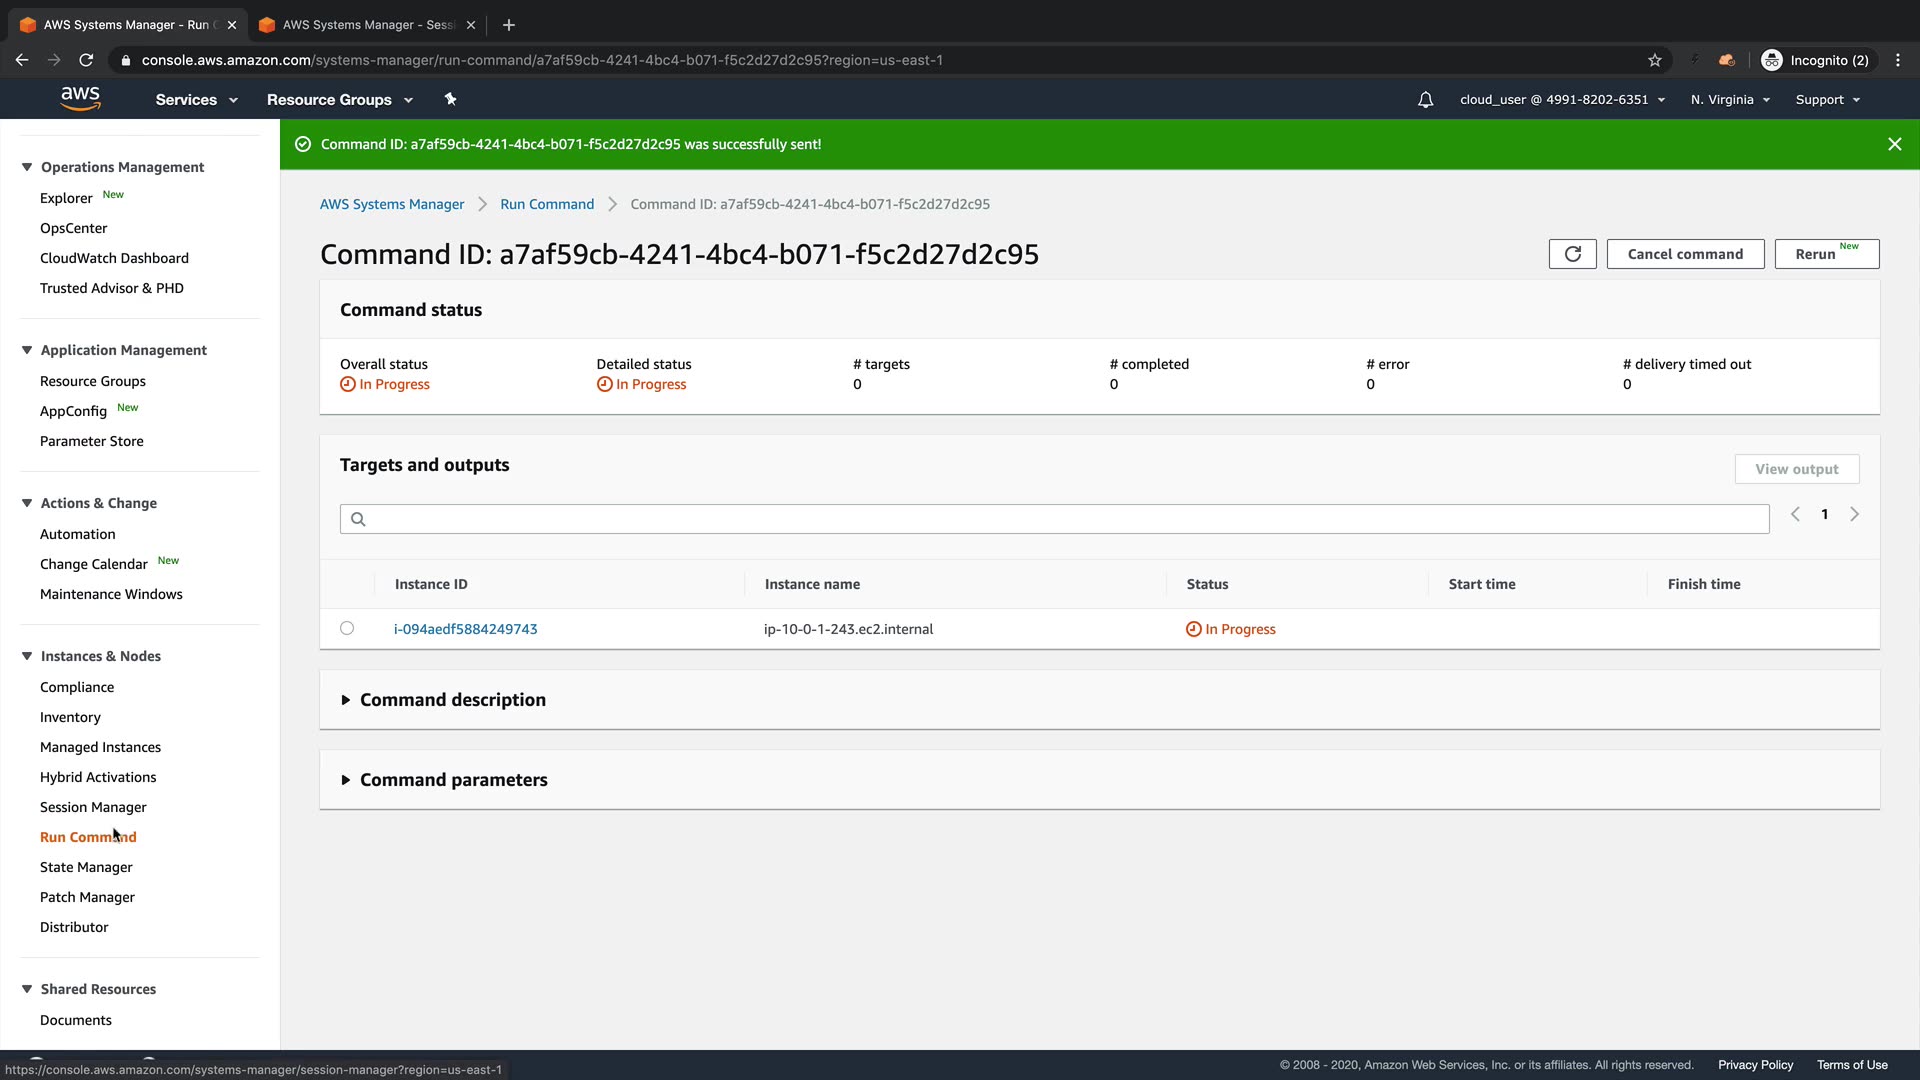 AWS Systems Manager - Run C
AWS Systems Manager - Sess
console.aws.amazon.com/systems-manager/run-command/a7af59cb-4241-4bc4-b071-f5c2d27d2c95?region=us-east-1
Incognito (2)
aws
Services
Resource Groups
cloud_user @ 4991-8202-6351
N. Virginia
Support
Operations Management
Explorer New
OpsCenter
CloudWatch Dashboard
Trusted Advisor & PHD
Application Management
Resource Groups
AppConfig New
Parameter Store
Actions & Change
Automation
Change Calendar New
Maintenance Windows
Instances & Nodes
Compliance
Inventory
Managed Instances
Hybrid Activations
Session Manager
Run Command
State Manager
Patch Manager
Distributor
Shared Resources
Documents
Command ID: a7af59cb-4241-4bc4-b071-f5c2d27d2c95 was successfully sent!
AWS Systems Manager
Run Command
Command ID: a7af59cb-4241-4bc4-b071-f5c2d27d2c95
Command ID: a7af59cb-4241-4bc4-b071-f5c2d27d2c95
Cancel command
Rerun New
Command status
Overall status
In Progress
Detailed status
In Progress
# targets
0
# completed
0
# error
0
# delivery timed out
0
Targets and outputs
View output
1
Instance ID
Instance name
Status
Start time
Finish time
i-094aedf5884249743
ip-10-0-1-243.ec2.internal
In Progress
Command description
Command parameters
https://console.aws.amazon.com/systems-manager/session-manager?region=us-east-1
© 2008 - 2020, Amazon Web Services, Inc. or its affiliates. All rights reserved.
Privacy Policy
Terms of Use